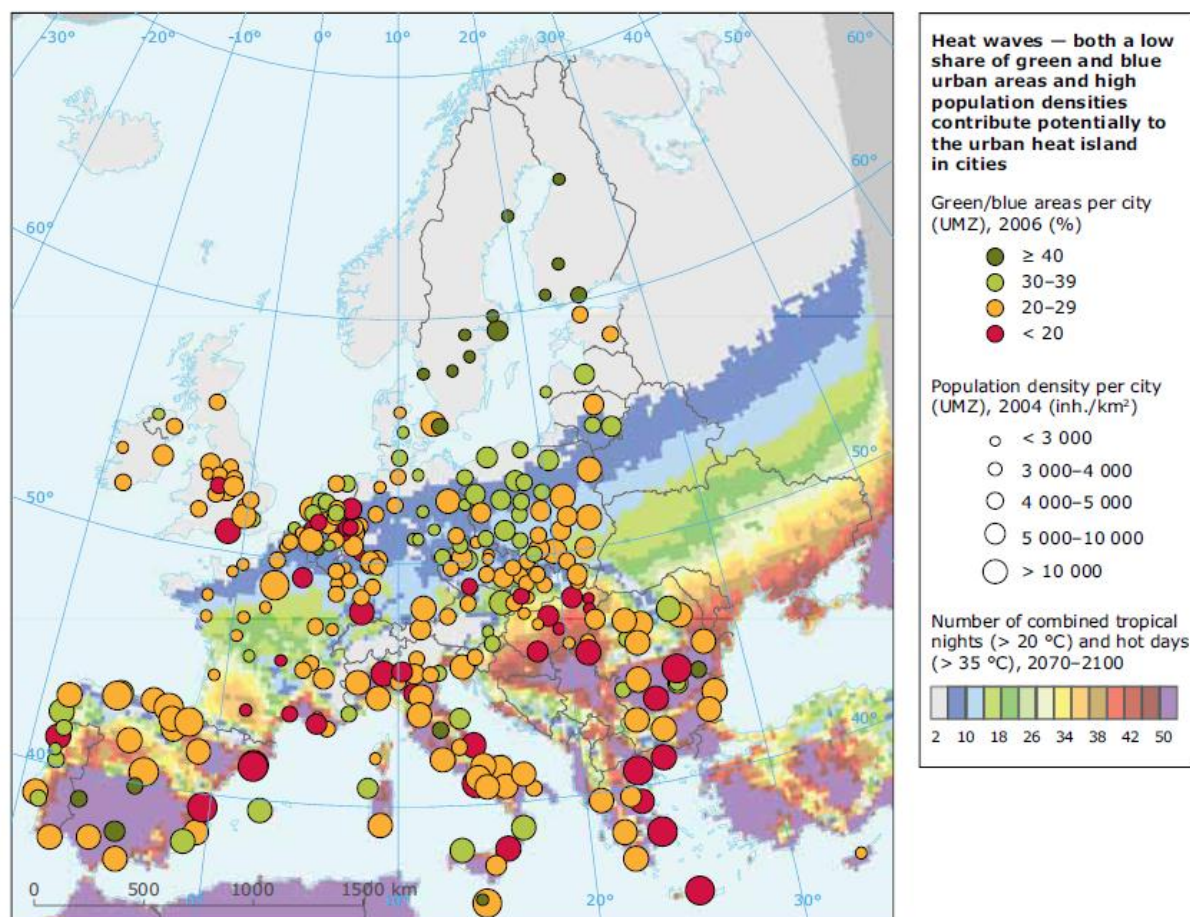 -30° -20° -10° 0° 10° 20° 30° 40° 50° 60°
60°
60°
50°
50°
40°
40°
0 500 1000 1500 km
0° 10° 20° 30°
Heat waves — both a low
share of green and blue
urban areas and high
population densities
contribute potentially to
the urban heat island
in cities
Green/blue areas per city
(UMZ), 2006 (%)
≥ 40
30–39
20–29
< 20
Population density per city
(UMZ), 2004 (inh./km²)
< 3 000
3 000–4 000
4 000–5 000
5 000–10 000
> 10 000
Number of combined tropical
nights (> 20 °C) and hot days
(> 35 °C), 2070–2100
2 10 18 26 34 38 42 50